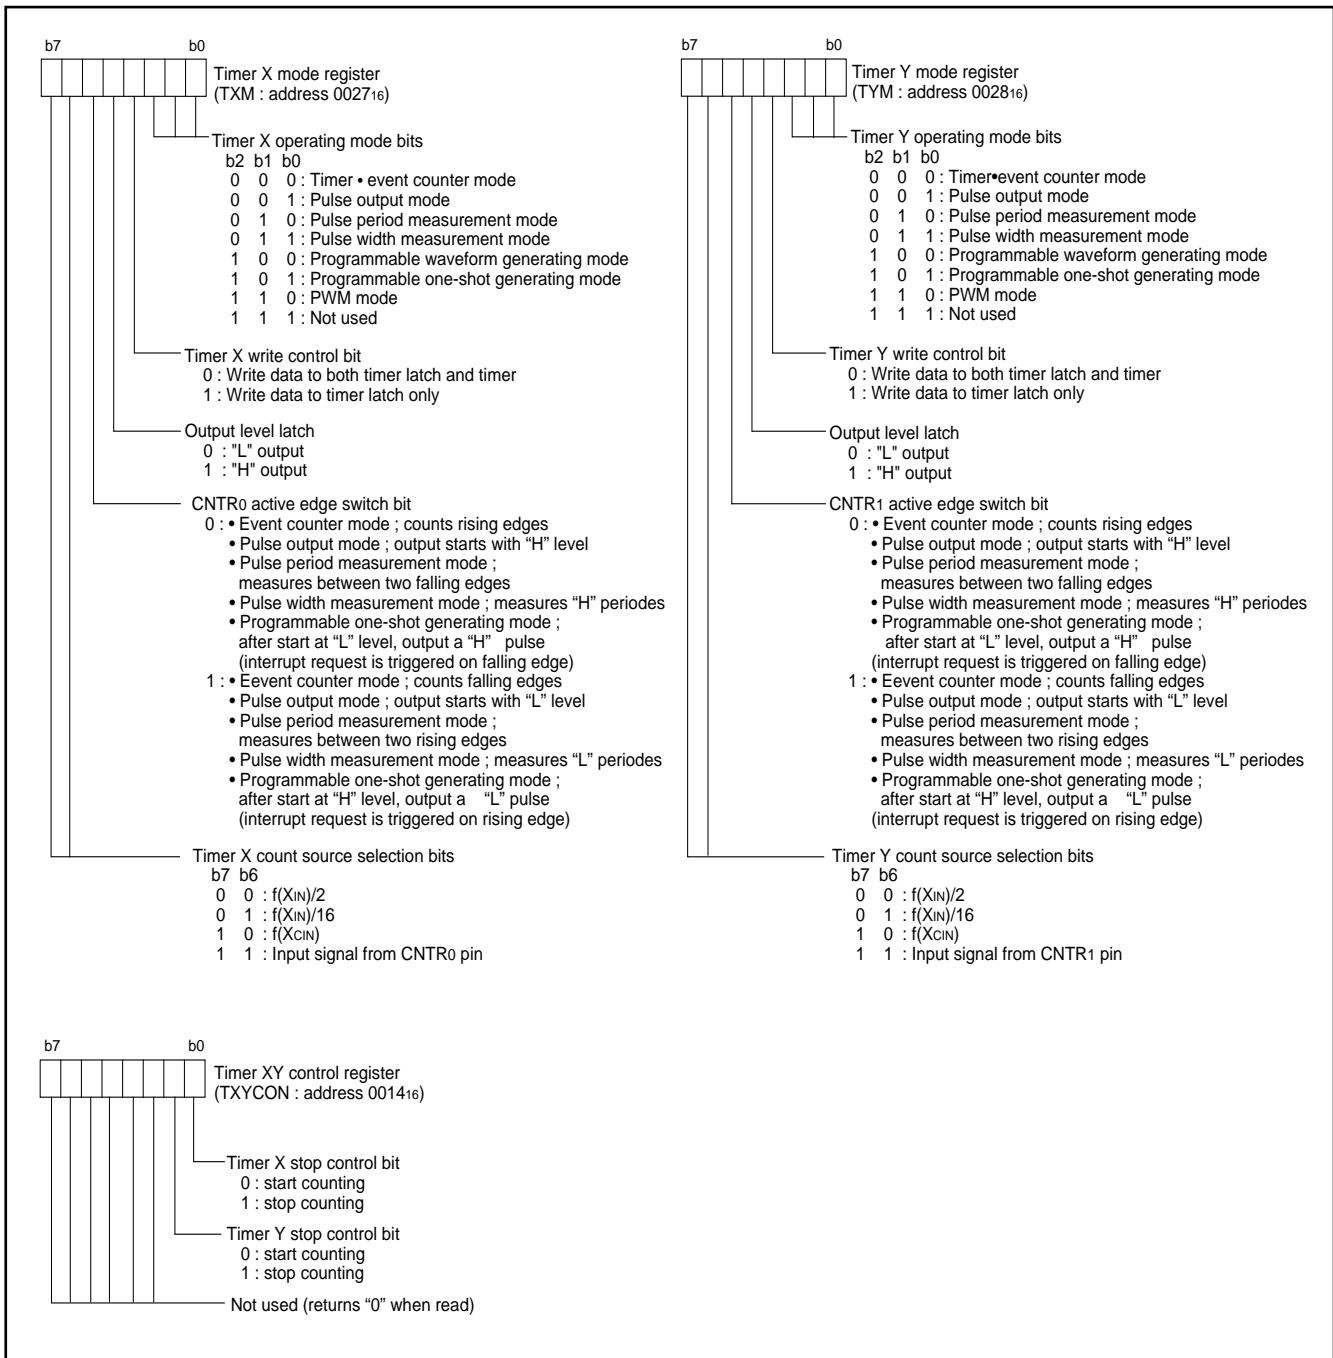 b7 b0
Timer X mode register
(TXM : address 002716)
Timer X operating mode bits
b2 b1 b0
0 0 0 : Timer • event counter mode
0 0 1 : Pulse output mode
0 1 0 : Pulse period measurement mode
0 1 1 : Pulse width measurement mode
1 0 0 : Programmable waveform generating mode
1 0 1 : Programmable one-shot generating mode
1 1 0 : PWM mode
1 1 1 : Not used
Timer X write control bit
0 : Write data to both timer latch and timer
1 : Write data to timer latch only
Output level latch
0 : "L" output
1 : "H" output
CNTR0 active edge switch bit
0 : • Event counter mode ; counts rising edges
• Pulse output mode ; output starts with “H” level
• Pulse period measurement mode ;
measures between two falling edges
• Pulse width measurement mode ; measures “H” periodes
• Programmable one-shot generating mode ;
after start at “L” level, output a “H” pulse
(interrupt request is triggered on falling edge)
1 : • Eevent counter mode ; counts falling edges
• Pulse output mode ; output starts with “L” level
• Pulse period measurement mode ;
measures between two rising edges
• Pulse width measurement mode ; measures “L” periodes
• Programmable one-shot generating mode ;
after start at “H” level, output a “L” pulse
(interrupt request is triggered on rising edge)
Timer X count source selection bits
b7 b6
0 0 : f(XIN)/2
0 1 : f(XIN)/16
1 0 : f(XCIN)
1 1 : Input signal from CNTR0 pin
b7 b0
Timer Y mode register
(TYM : address 002816)
Timer Y operating mode bits
b2 b1 b0
0 0 0 : Timer•event counter mode
0 0 1 : Pulse output mode
0 1 0 : Pulse period measurement mode
0 1 1 : Pulse width measurement mode
1 0 0 : Programmable waveform generating mode
1 0 1 : Programmable one-shot generating mode
1 1 0 : PWM mode
1 1 1 : Not used
Timer Y write control bit
0 : Write data to both timer latch and timer
1 : Write data to timer latch only
Output level latch
0 : "L" output
1 : "H" output
CNTR1 active edge switch bit
0 : • Event counter mode ; counts rising edges
• Pulse output mode ; output starts with “H” level
• Pulse period measurement mode ;
measures between two falling edges
• Pulse width measurement mode ; measures “H” periodes
• Programmable one-shot generating mode ;
after start at “L” level, output a “H” pulse
(interrupt request is triggered on falling edge)
1 : • Eevent counter mode ; counts falling edges
• Pulse output mode ; output starts with “L” level
• Pulse period measurement mode ;
measures between two rising edges
• Pulse width measurement mode ; measures “L” periodes
• Programmable one-shot generating mode ;
after start at “H” level, output a “L” pulse
(interrupt request is triggered on rising edge)
Timer Y count source selection bits
b7 b6
0 0 : f(XIN)/2
0 1 : f(XIN)/16
1 0 : f(XCIN)
1 1 : Input signal from CNTR1 pin
b7 b0
Timer XY control register
(TXYCON : address 001416)
Timer X stop control bit
0 : start counting
1 : stop counting
Timer Y stop control bit
0 : start counting
1 : stop counting
Not used (returns “0” when read)